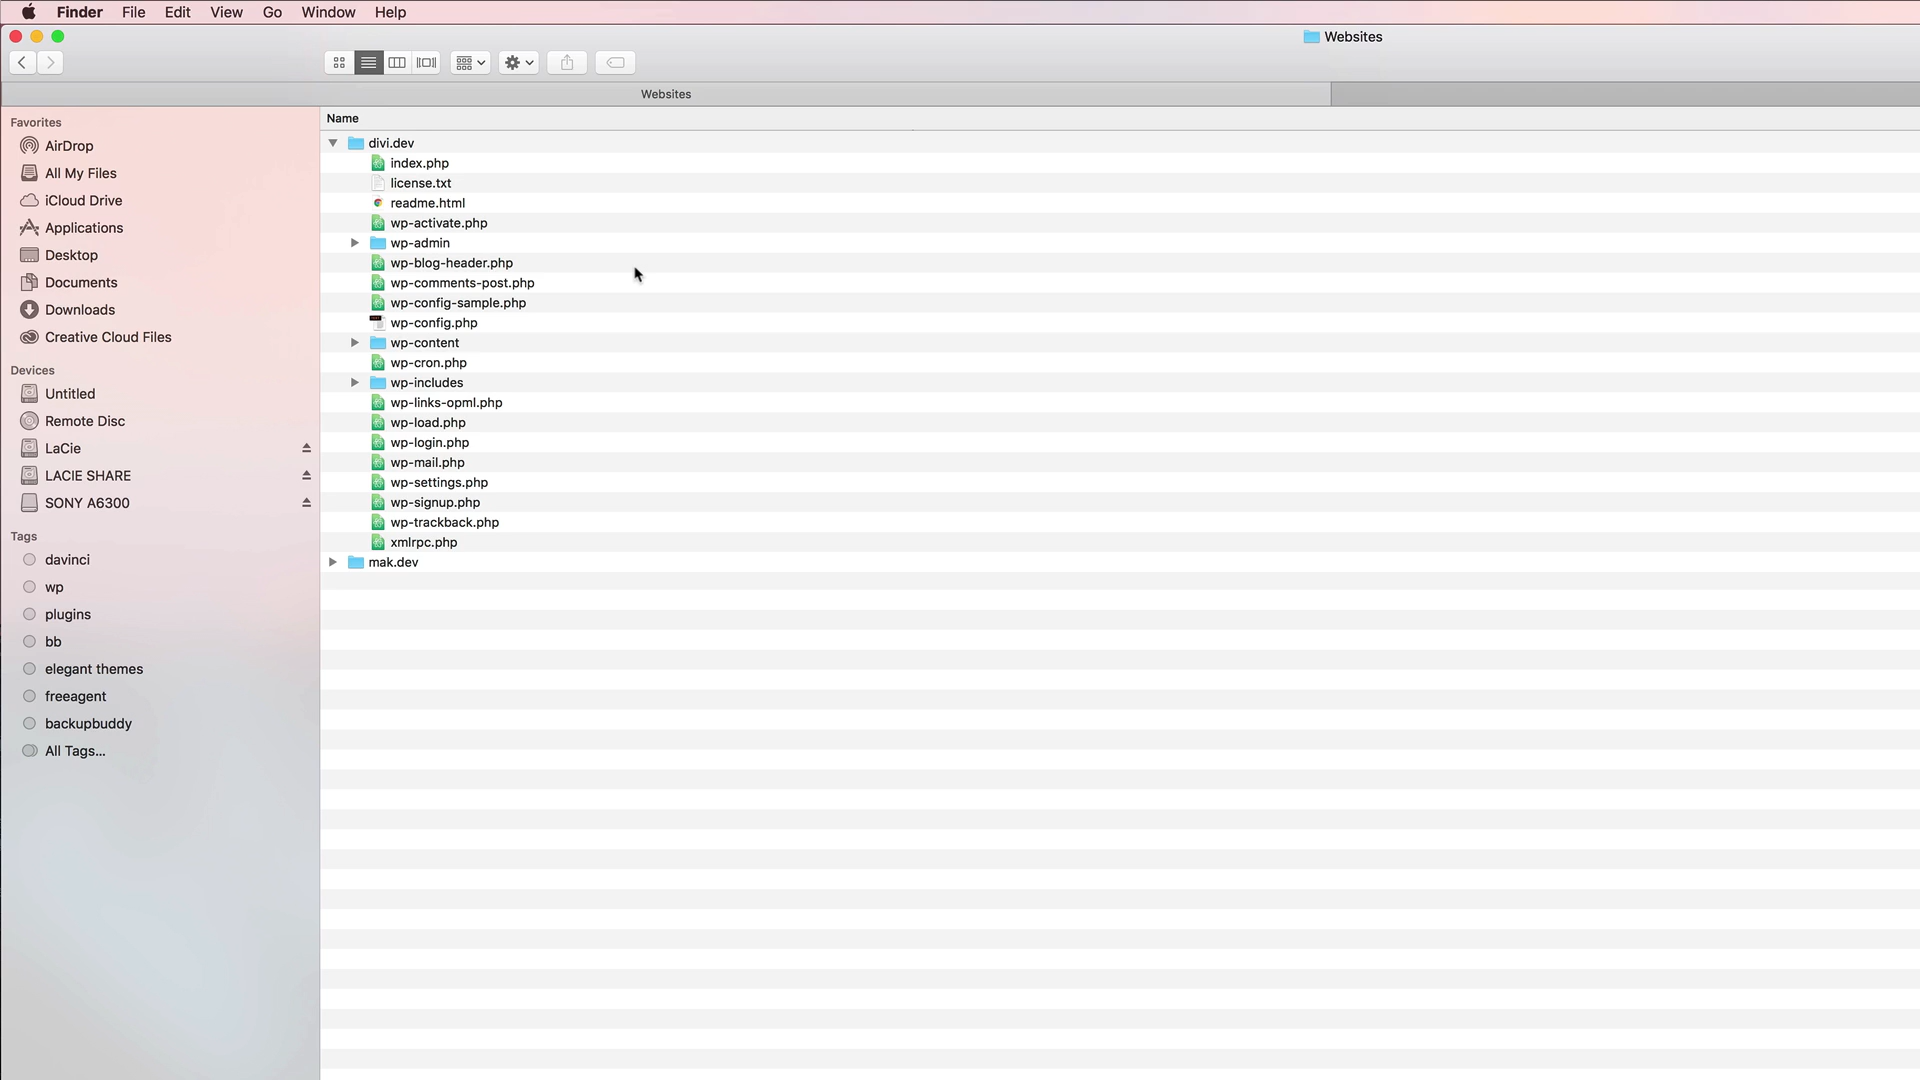 Finder File Edit View Go Window Help
Websites
Websites
Favorites
AirDrop
All My Files
iCloud Drive
Applications
Desktop
Documents
Downloads
Creative Cloud Files
Devices
Untitled
Remote Disc
LaCie
LACIE SHARE
SONY A6300
Tags
davinci
wp
plugins
bb
elegant themes
freeagent
backupbuddy
All Tags...
Name
divi.dev
index.php
license.txt
readme.html
wp-activate.php
wp-admin
wp-blog-header.php
wp-comments-post.php
wp-config-sample.php
wp-config.php
wp-content
wp-cron.php
wp-includes
wp-links-opml.php
wp-load.php
wp-login.php
wp-mail.php
wp-settings.php
wp-signup.php
wp-trackback.php
xmlrpc.php
mak.dev